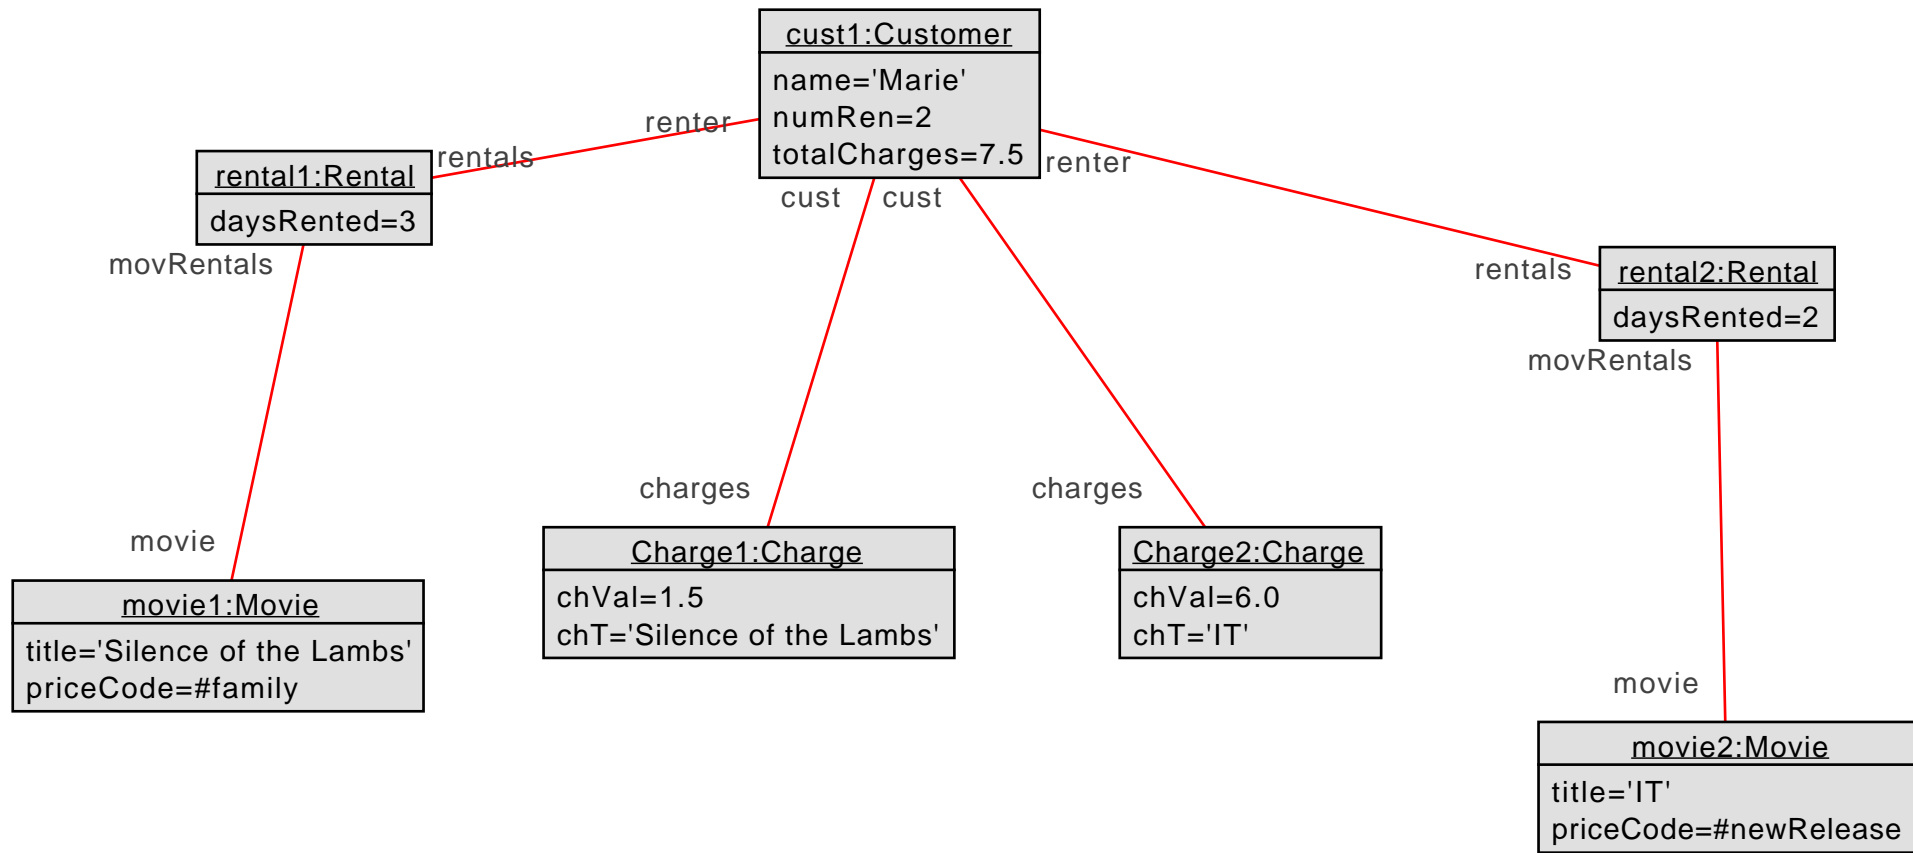 cust1:Customer
name='Marie'
numRen=2
totalCharges=7.5
renter
rentals
renter
rentals
cust
cust
rental1:Rental
daysRented=3
movRentals
rental2:Rental
daysRented=2
movRentals
charges
charges
movie
movie
movie1:Movie
title='Silence of the Lambs'
priceCode=#family
Charge1:Charge
chVal=1.5
chT='Silence of the Lambs'
Charge2:Charge
chVal=6.0
chT='IT'
movie2:Movie
title='IT'
priceCode=#newRelease